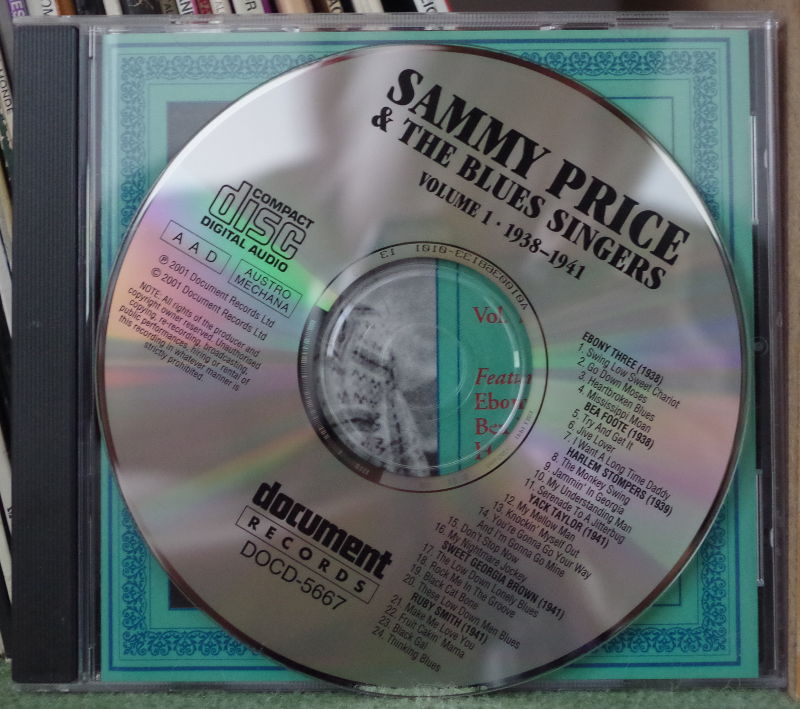 SAMMY PRICE
& THE BLUES SINGERS
VOLUME 1 · 1938–1941
COMPACT
disc
DIGITAL AUDIO
AAD
AUSTRO
MECHANA
℗ 2001 Document Records Ltd
© 2001 Document Records Ltd
NOTE: All rights of the producer and
copyright owner reserved. Unauthorised
copying, re-recording, broadcasting,
public performances, hiring or rental of
this recording in whatever manner is
strictly prohibited.
Vol.
Ebony
EBONY THREE (1938)
1. Swing Low Sweet Chariot
2. Go Down Moses
3. Heartbroken Blues
4. Mississippi Moan
BEA FOOTE (1938)
5. Try And Get It
6. Jive Lover
7. I Want A Long Time Daddy
HARLEM STOMPERS (1939)
8. The Monkey Swing
9. Jammin' In Georgia
10. My Understanding Man
11. Serenade To A Jitterbug
YACK TAYLOR (1941)
12. My Mellow Man
13. Knockin' Myself Out
14. You're Gonna Go Your Way
And I'm Gonna Go Mine
15. Don't Stop Now
16. My Nightmare Jockey
SWEET GEORGIA BROWN (1941)
17. The Low Down Lonely Blues
18. Rock Me In The Groove
19. Black Cat Bone
20. These Low Down Men Blues
RUBY SMITH (1941)
21. Make Me Love You
22. Fruit Cakin' Mama
23. Black Gal
24. Thinking Blues
document
RECORDS
DOCD-5667